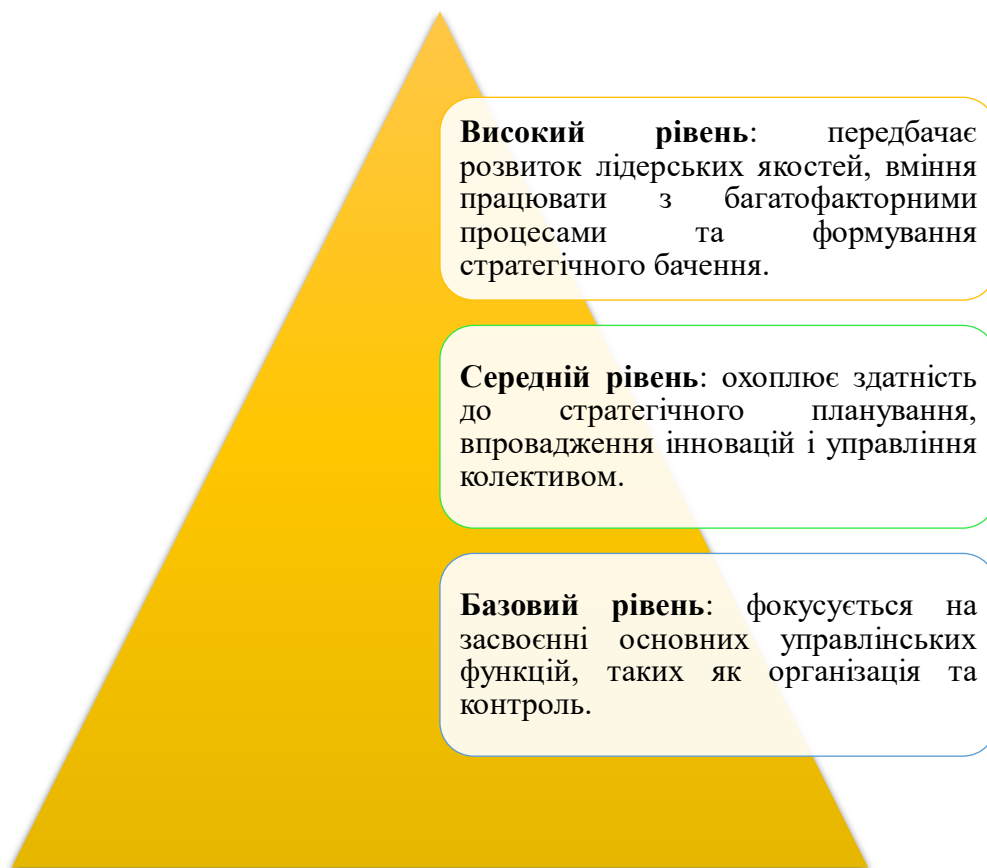 Високий рівень: передбачає
розвиток лідерських якостей, вміння
працювати з багатофакторними
процесами та формування
стратегічного бачення.
Середній рівень: охоплює здатність
до стратегічного планування,
впровадження інновацій і управління
колективом.
Базовий рівень: фокусується на
засвоєнні основних управлінських
функцій, таких як організація та
контроль.